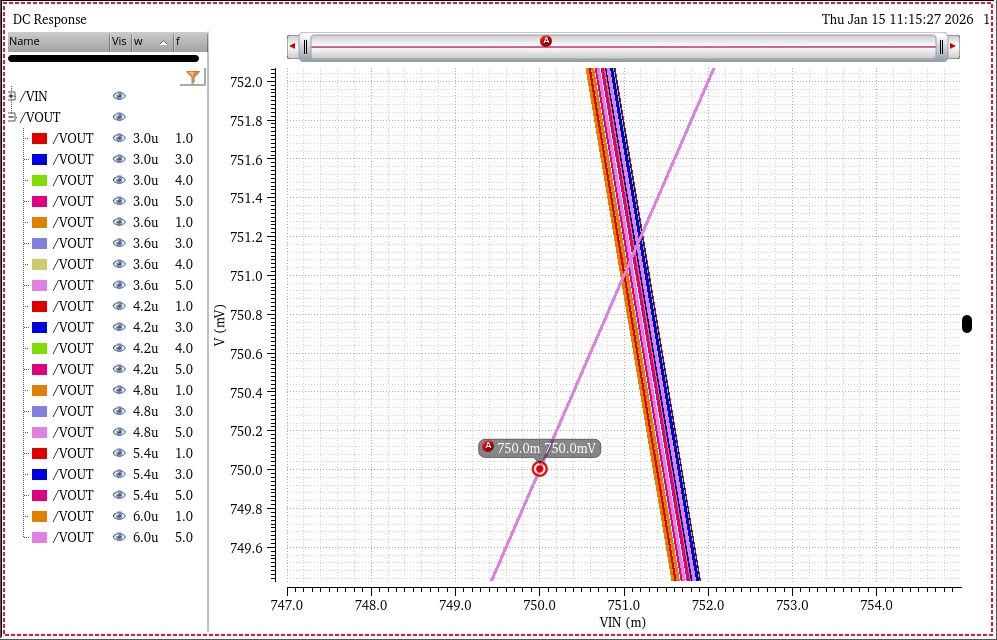 DC Response
Thu Jan 15 11:15:27 2026 1
Name Vis w f
/VIN
/VOUT
/VOUT 3.0u 1.0
/VOUT 3.0u 3.0
/VOUT 3.0u 4.0
/VOUT 3.0u 5.0
/VOUT 3.6u 1.0
/VOUT 3.6u 3.0
/VOUT 3.6u 4.0
/VOUT 3.6u 5.0
/VOUT 4.2u 1.0
/VOUT 4.2u 3.0
/VOUT 4.2u 4.0
/VOUT 4.2u 5.0
/VOUT 4.8u 1.0
/VOUT 4.8u 3.0
/VOUT 4.8u 5.0
/VOUT 5.4u 1.0
/VOUT 5.4u 3.0
/VOUT 5.4u 5.0
/VOUT 6.0u 1.0
/VOUT 6.0u 5.0
A
752.0
751.8
751.6
751.4
751.2
751.0
750.8
750.6
750.4
750.2
750.0
749.8
749.6
V (mV)
A 750.0m 750.0mV
747.0 748.0 749.0 750.0 751.0 752.0 753.0 754.0
VIN (m)